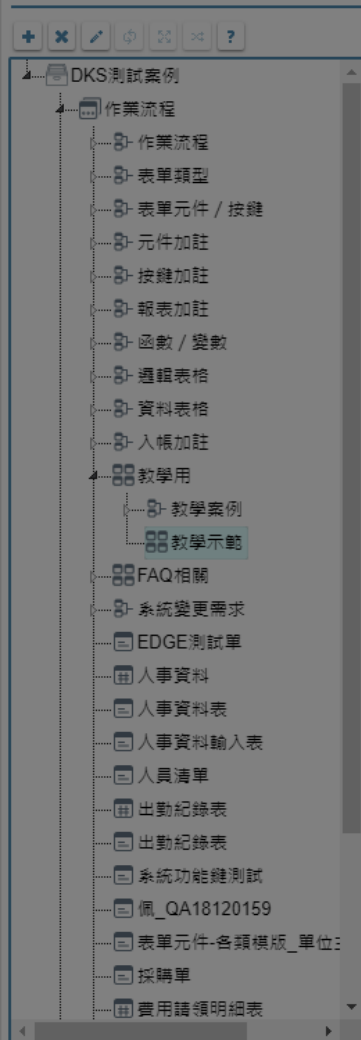 DKS測試案例
作業流程
作業流程
表單類型
表單元件 / 按鍵
元件加註
按鍵加註
報表加註
函數 / 變數
邏輯表格
資料表格
入帳加註
教學用
教學案例
教學示範
FAQ相關
系統變更需求
EDGE測試單
人事資料
人事資料表
人事資料輸入表
人員清單
出勤紀錄表
出勤紀錄表
系統功能鍵測試
佩_QA18120159
表單元件-各類模版_單位
採購單
費用請領明細表